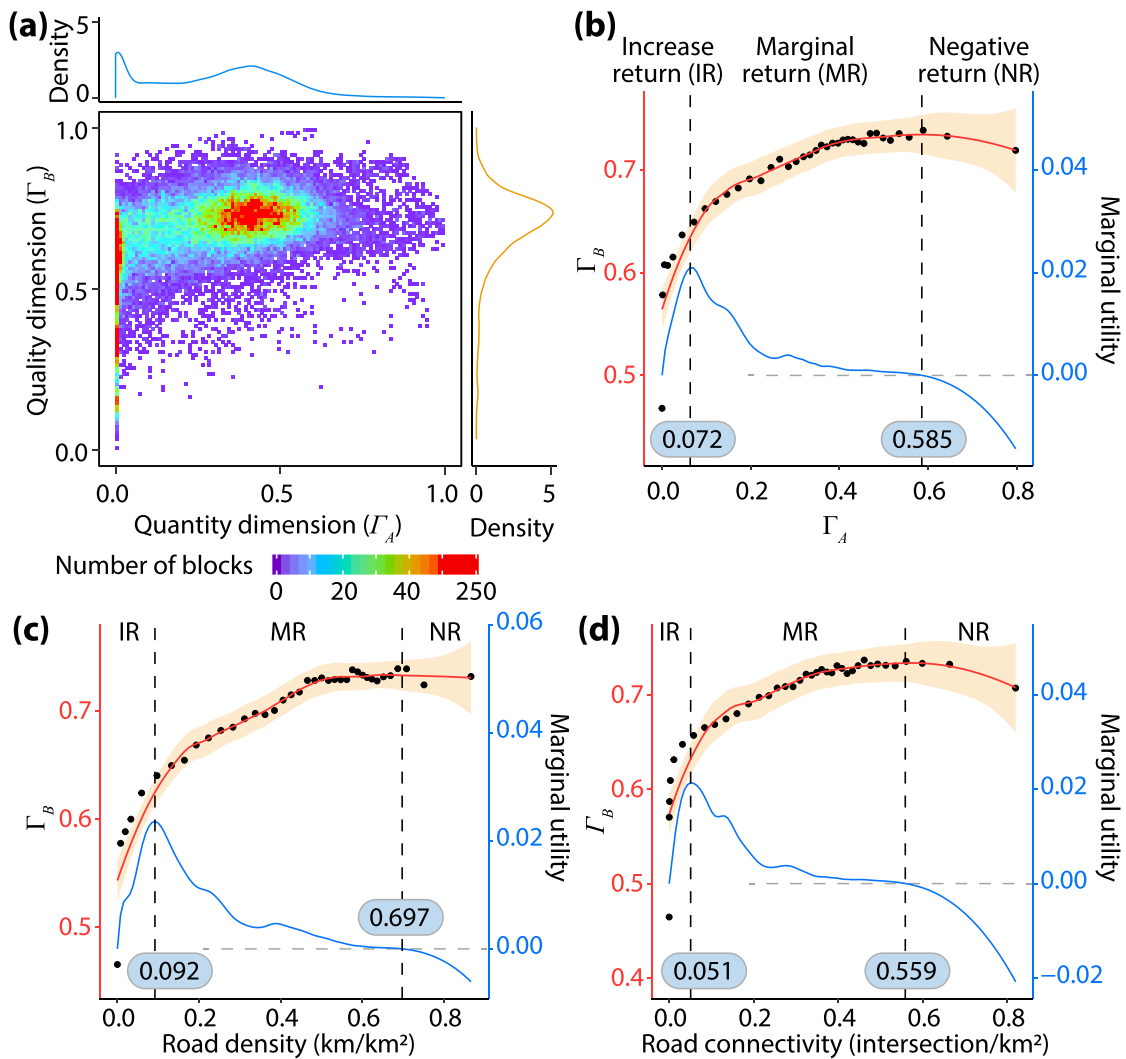 (a)
5
0
Density
1.0
0.5
0.0
Quality dimension (Γ_B)
0.0 0.5 1.0
Quantity dimension (Γ_A)
0 5
Density
Number of blocks
0 20 40 250
(b)
Increase return (IR)
Marginal return (MR)
Negative return (NR)
0.7
0.6
0.5
Γ_B
0.04
0.02
0.00
Marginal utility
0.072
0.585
0.0 0.2 0.4 0.6 0.8
Γ_A
(c)
IR MR NR
0.7
0.6
0.5
Γ_B
0.06
0.04
0.02
0.00
Marginal utility
0.697
0.092
0.0 0.2 0.4 0.6 0.8
Road density (km/km²)
(d)
IR MR NR
0.7
0.6
0.5
0.4
Γ_B
0.04
0.02
0.00
−0.02
Marginal utility
0.051
0.559
0.0 0.2 0.4 0.6 0.8
Road connectivity (intersection/km²)